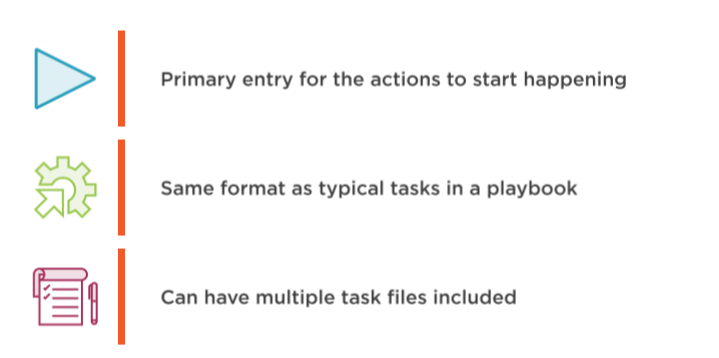 Primary entry for the actions to start happening
Same format as typical tasks in a playbook
Can have multiple task files included